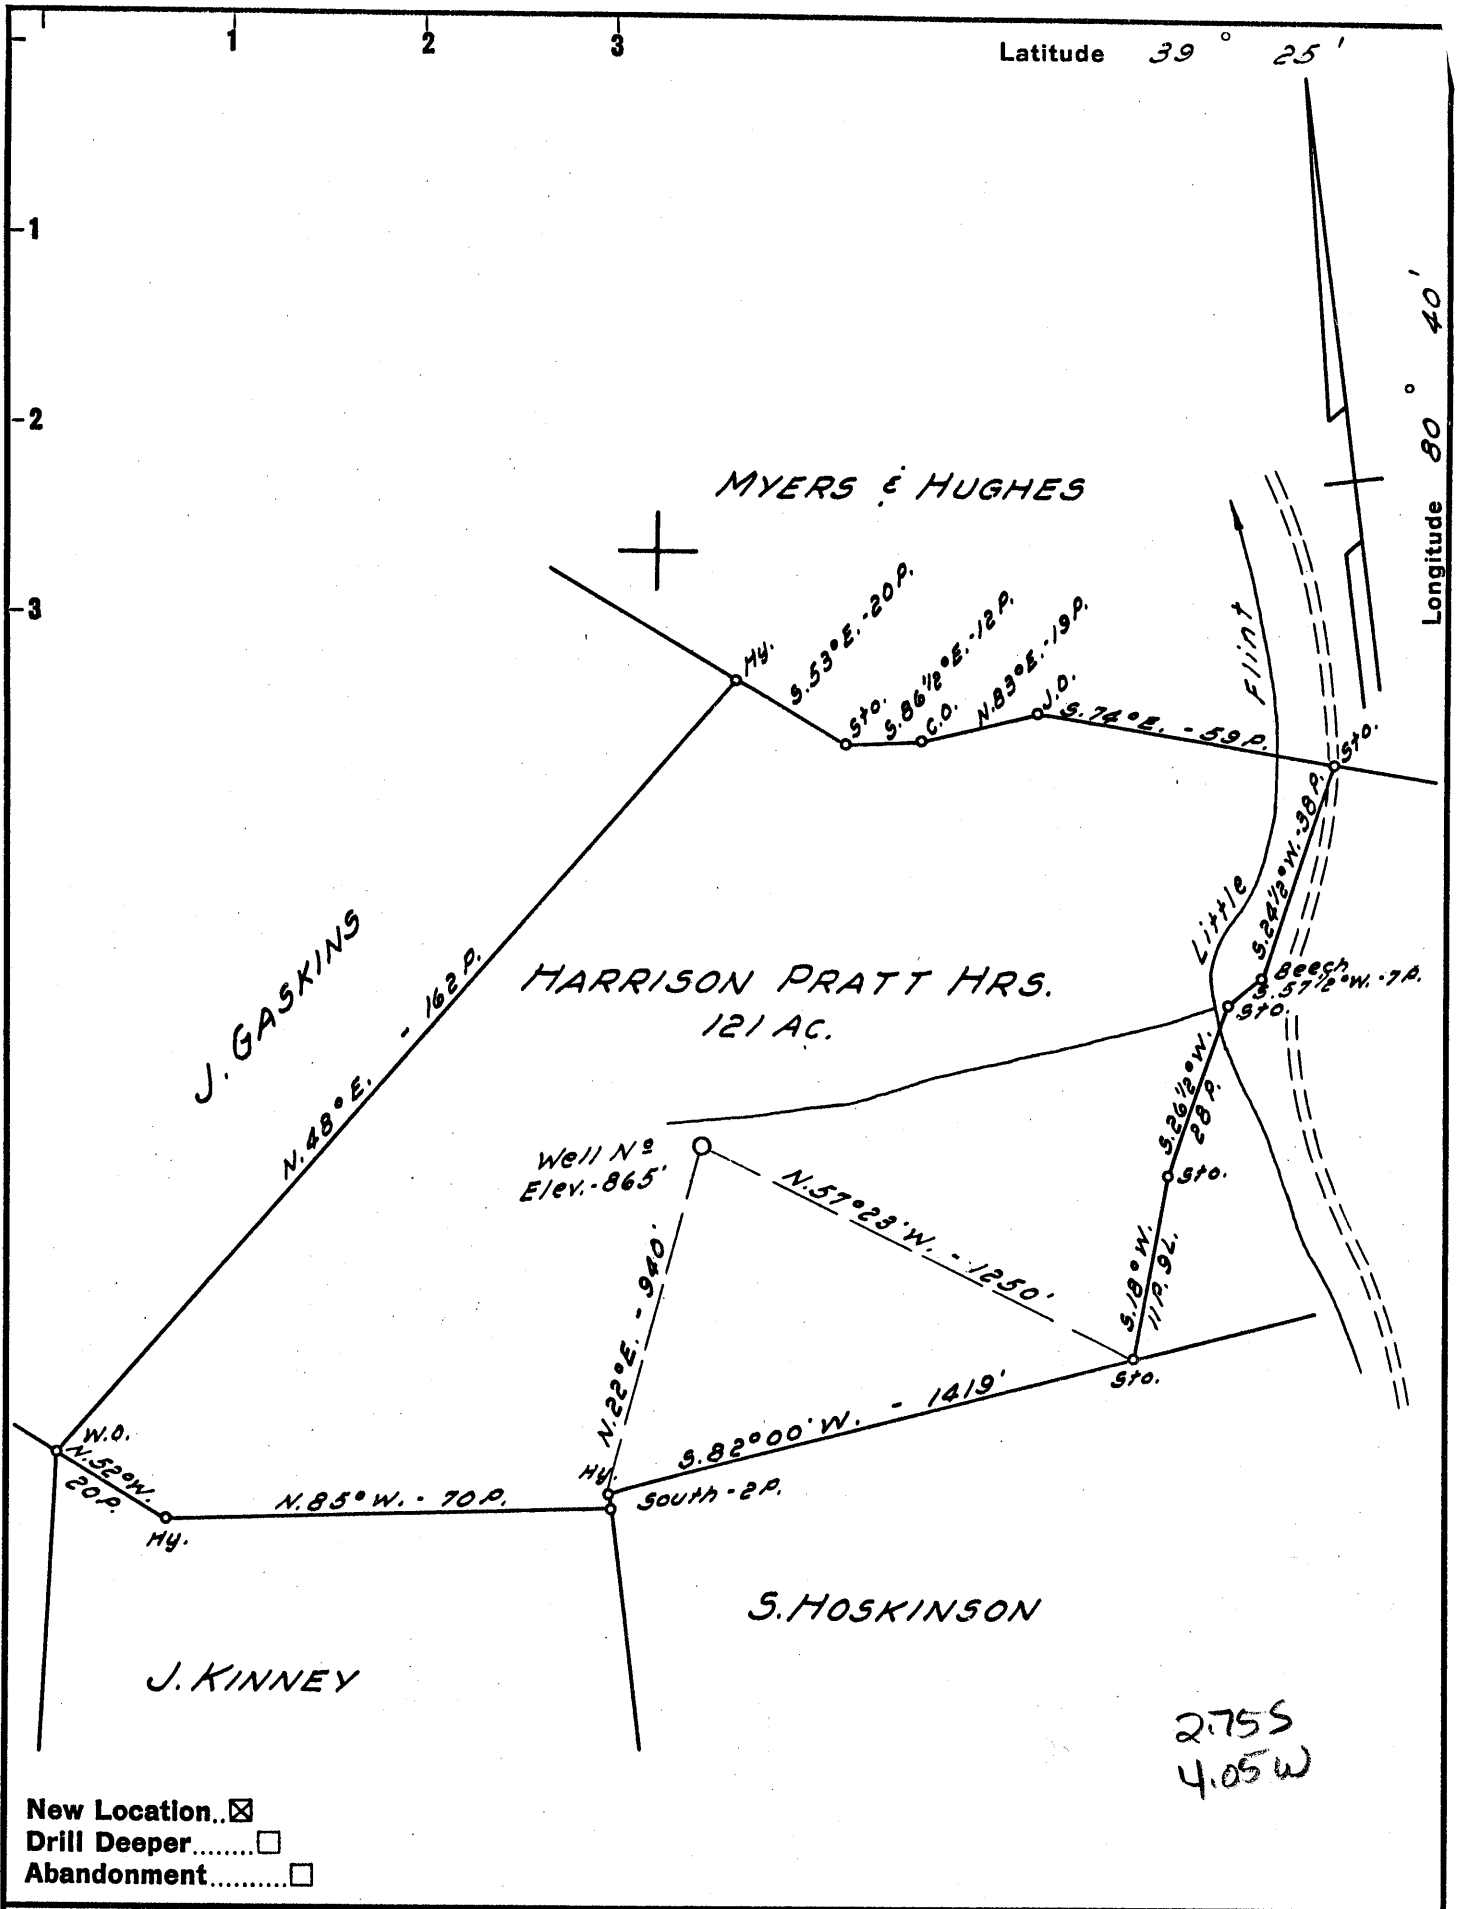 1 2 3
Latitude 39° 25'
-1
-2
-3
Longitude 80° 40'
MYERS & HUGHES
Hy.
S.53°E.-20P.
Sto.
S.86½°E.-12P.
C.O.
N.83°E.-19P.
J.O.
S.74°E. -59P.
Sto.
Flint
Little
S.24½°W.-38P.
Beech
S.57½°W.-7P.
Sto.
S.26½°W.
28P.
Sto.
S.18°W.
11P.9L.
Sto.
J. GASKINS
N.48°E. - 162P.
HARRISON PRATT HRS.
121 AC.
Well Nº
Elev.-865'
N.57°23'W. - 1250'
N.22°E. - 940'
S.82°00'W. - 1419'
Hy.
South-2P.
W.O.
N.52°W.
20P.
Hy.
N.85°W. - 70P.
S. HOSKINSON
J. KINNEY
2.75S
4.05W
New Location..☒
Drill Deeper........☐
Abandonment..........☐